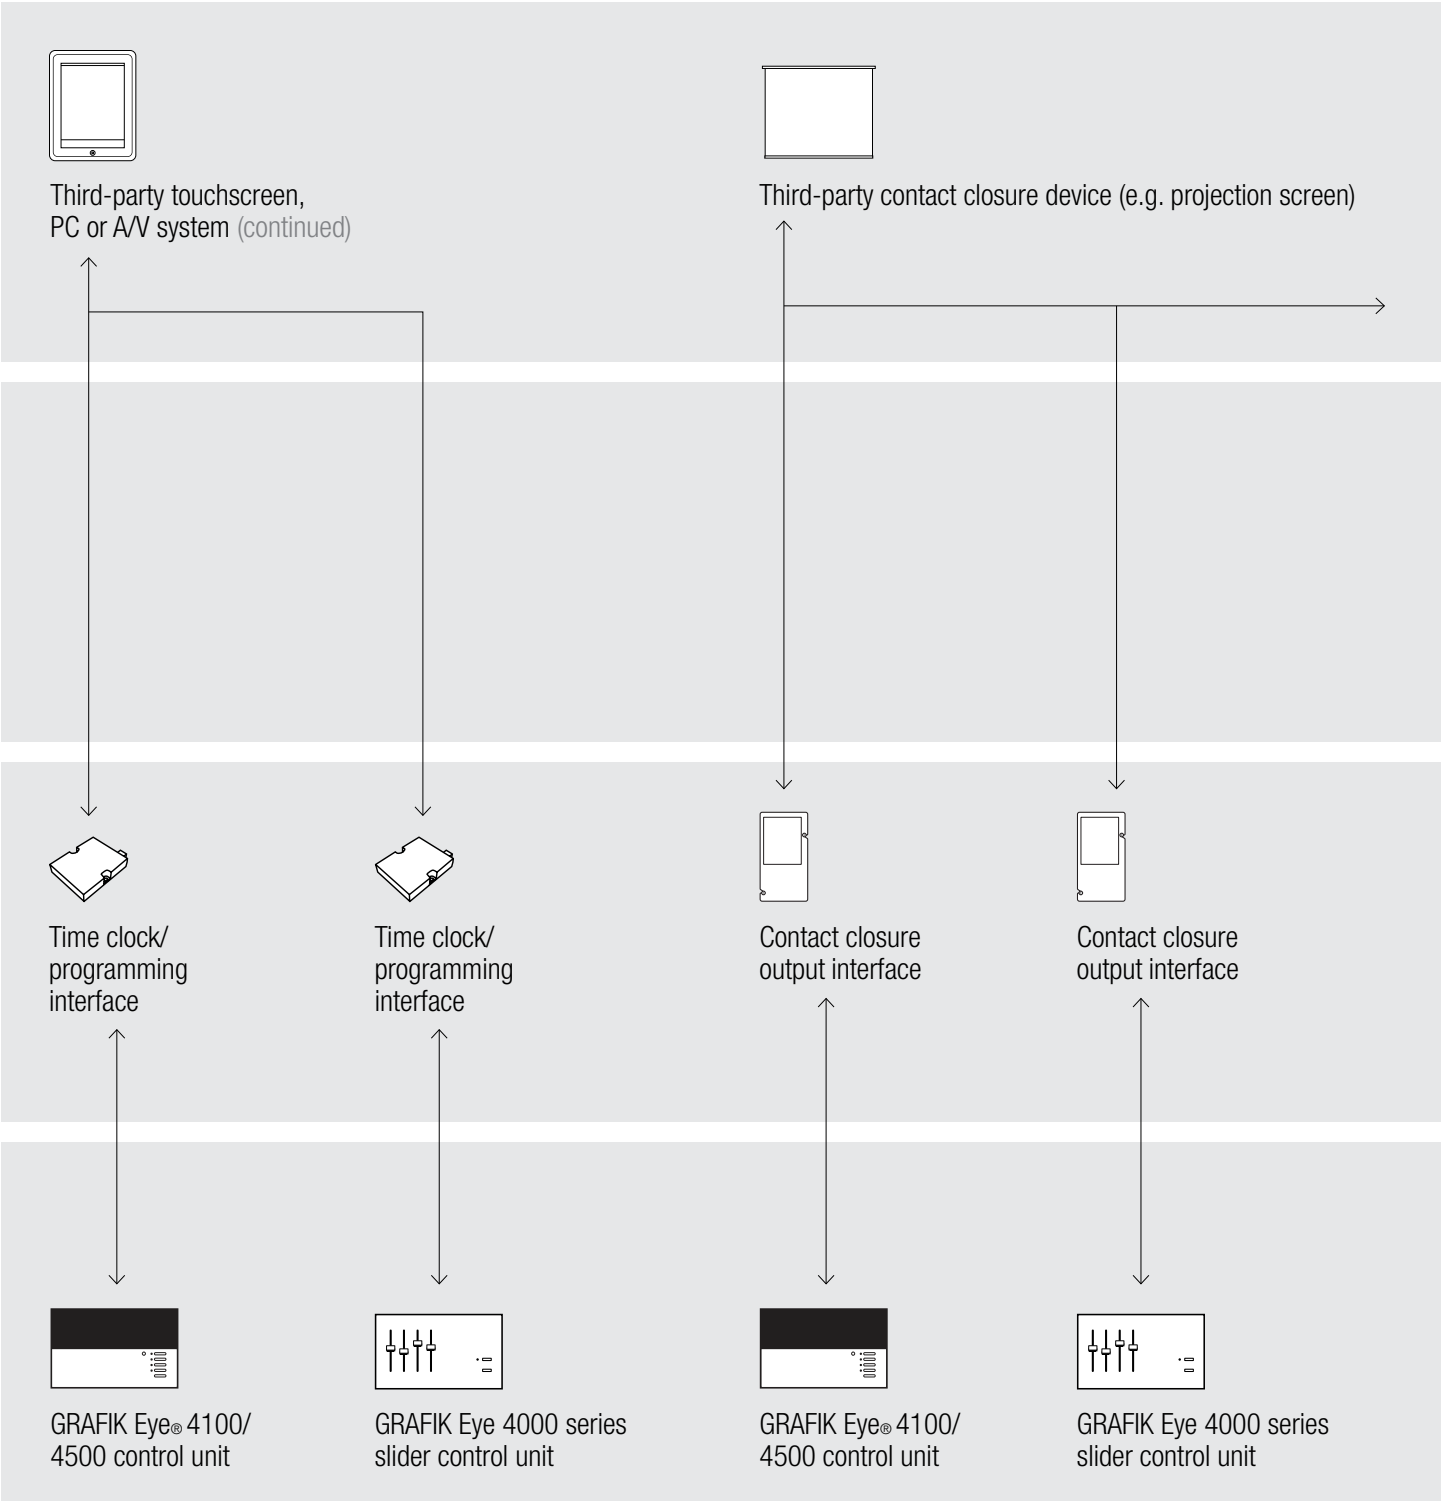 Third-party touchscreen,
PC or A/V system (continued)
Third-party contact closure device (e.g. projection screen)
Time clock/
programming
interface
Time clock/
programming
interface
Contact closure
output interface
Contact closure
output interface
GRAFIK Eye® 4100/
4500 control unit
GRAFIK Eye 4000 series
slider control unit
GRAFIK Eye® 4100/
4500 control unit
GRAFIK Eye 4000 series
slider control unit